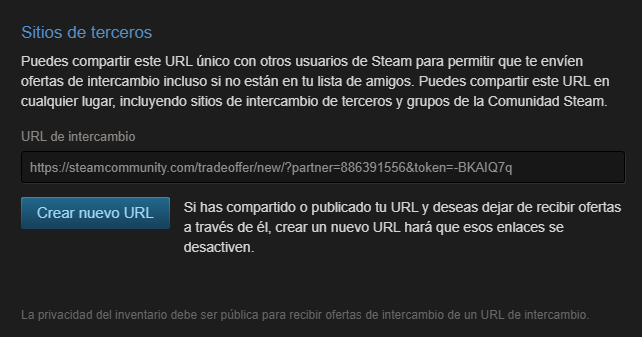 Sitios de terceros
Puedes compartir este URL único con otros usuarios de Steam para permitir que te envíen
ofertas de intercambio incluso si no están en tu lista de amigos. Puedes compartir este URL en
cualquier lugar, incluyendo sitios de intercambio de terceros y grupos de la Comunidad Steam.
URL de intercambio
https://steamcommunity.com/tradeoffer/new/?partner=886391556&token=-BKAIQ7q
Crear nuevo URL
Si has compartido o publicado tu URL y deseas dejar de recibir ofertas
a través de él, crear un nuevo URL hará que esos enlaces se
desactiven.
La privacidad del inventario debe ser pública para recibir ofertas de intercambio de un URL de intercambio.